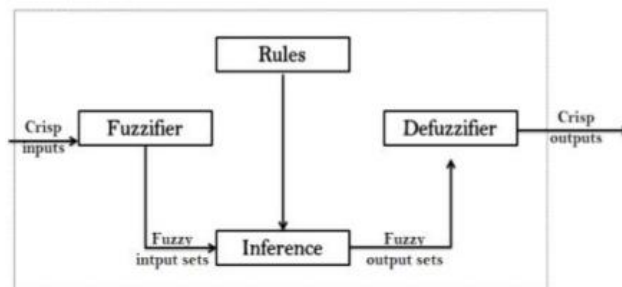 Rules
Crisp
inputs
Fuzzifier
Defuzzifier
Crisp
outputs
Fuzzy
intput sets
Inference
Fuzzy
output sets